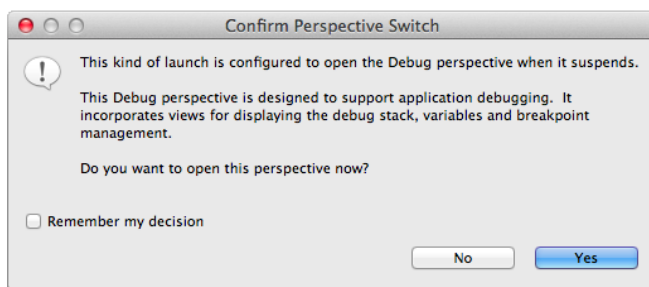 Confirm Perspective Switch
This kind of launch is configured to open the Debug perspective when it suspends.
This Debug perspective is designed to support application debugging. It
incorporates views for displaying the debug stack, variables and breakpoint
management.
Do you want to open this perspective now?
Remember my decision
No
Yes